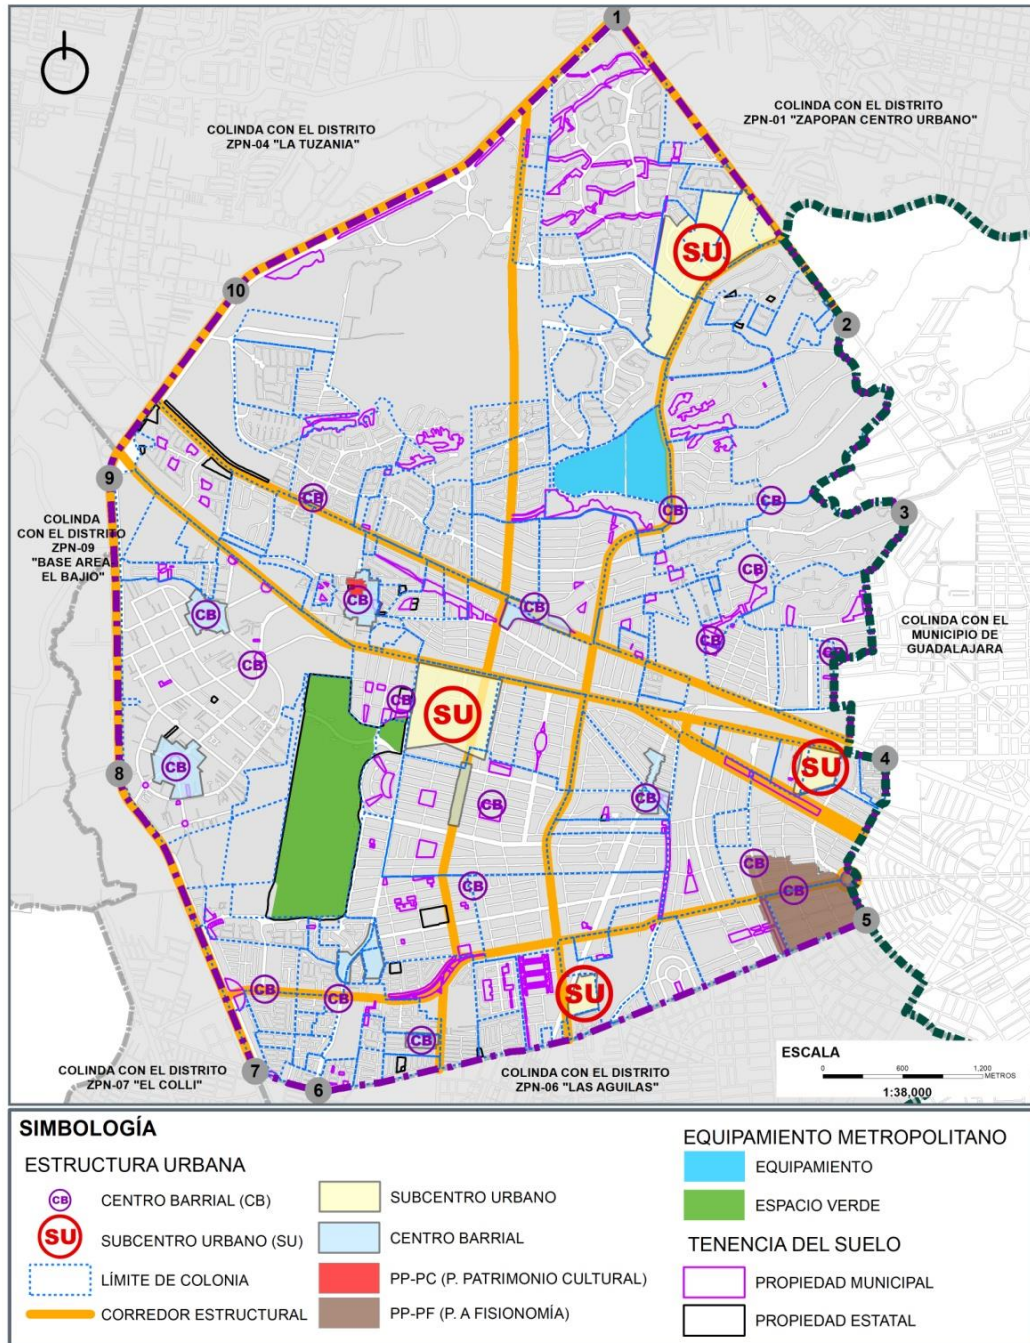 1
COLINDA CON EL DISTRITO
ZPN-04 "LA TUZANIA"
COLINDA CON EL DISTRITO
ZPN-01 "ZAPOPAN CENTRO URBANO"
SU
10
2
9
CB
CB
CB
3
COLINDA
CON EL DISTRITO
ZPN-09
"BASE AREA
EL BAJIO"
CB
CB
CB
CB
CB
CB
COLINDA CON EL
MUNICIPIO DE
GUADALAJARA
CB
CB
SU
8
CB
CB
CB
SU
4
CB
CB
CB
5
CB
CB
SU
CB
7
6
COLINDA CON EL DISTRITO
ZPN-07 "EL COLLI"
COLINDA CON EL DISTRITO
ZPN-06 "LAS AGUILAS"
ESCALA
0 600 1,200
METROS
1:38,000
SIMBOLOGÍA
ESTRUCTURA URBANA
CB CENTRO BARRIAL (CB)
SU SUBCENTRO URBANO (SU)
LÍMITE DE COLONIA
CORREDOR ESTRUCTURAL
SUBCENTRO URBANO
CENTRO BARRIAL
PP-PC (P. PATRIMONIO CULTURAL)
PP-PF (P. A FISIONOMÍA)
EQUIPAMIENTO METROPOLITANO
EQUIPAMIENTO
ESPACIO VERDE
TENENCIA DEL SUELO
PROPIEDAD MUNICIPAL
PROPIEDAD ESTATAL